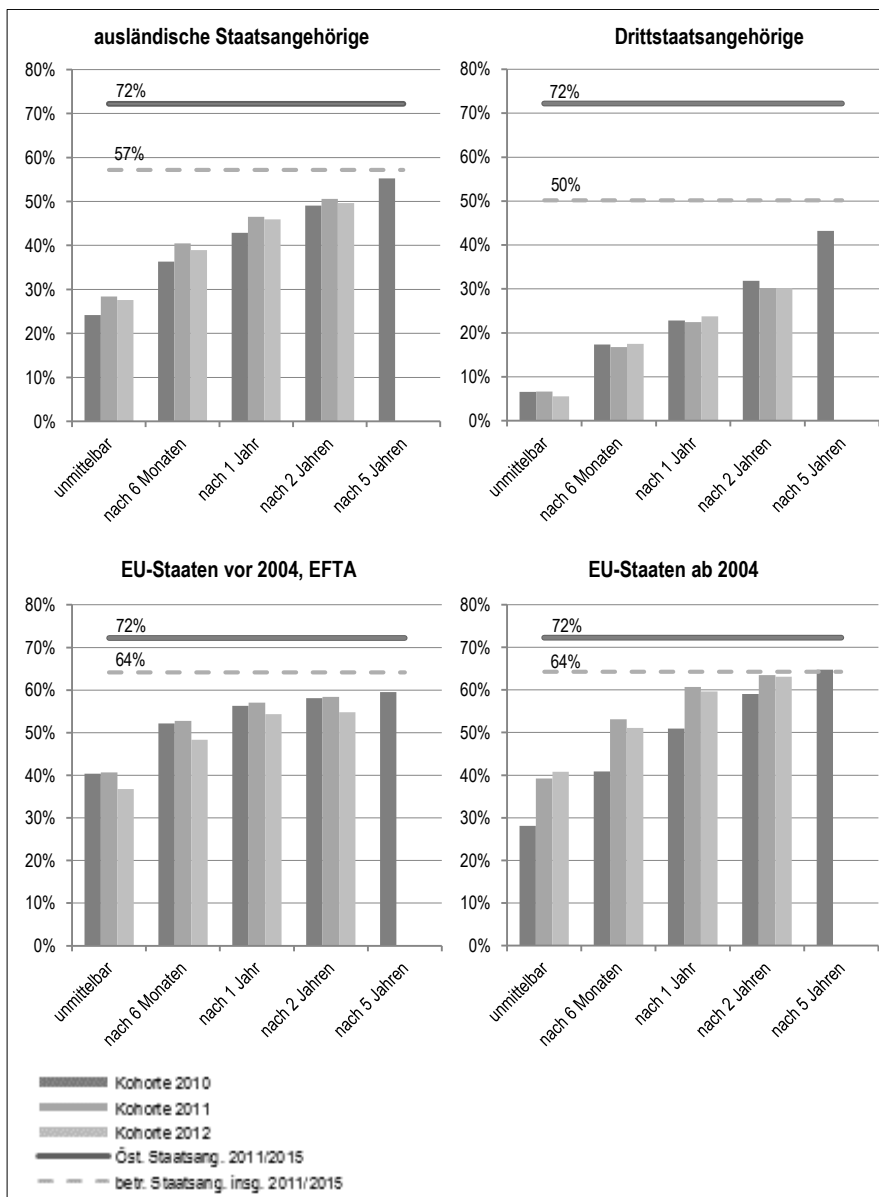 ausländische Staatsangehörige
80%
70%
60%
50%
40%
30%
20%
10%
0%
72%
57%
unmittelbar
nach 6 Monaten
nach 1 Jahr
nach 2 Jahren
nach 5 Jahren
Drittstaatsangehörige
80%
70%
60%
50%
40%
30%
20%
10%
0%
72%
50%
unmittelbar
nach 6 Monaten
nach 1 Jahr
nach 2 Jahren
nach 5 Jahren
EU-Staaten vor 2004, EFTA
80%
70%
60%
50%
40%
30%
20%
10%
0%
72%
64%
unmittelbar
nach 6 Monaten
nach 1 Jahr
nach 2 Jahren
nach 5 Jahren
EU-Staaten ab 2004
80%
70%
60%
50%
40%
30%
20%
10%
0%
72%
64%
unmittelbar
nach 6 Monaten
nach 1 Jahr
nach 2 Jahren
nach 5 Jahren
Kohorte 2010
Kohorte 2011
Kohorte 2012
Öst. Staatsang. 2011/2015
betr. Staatsang. insg. 2011/2015